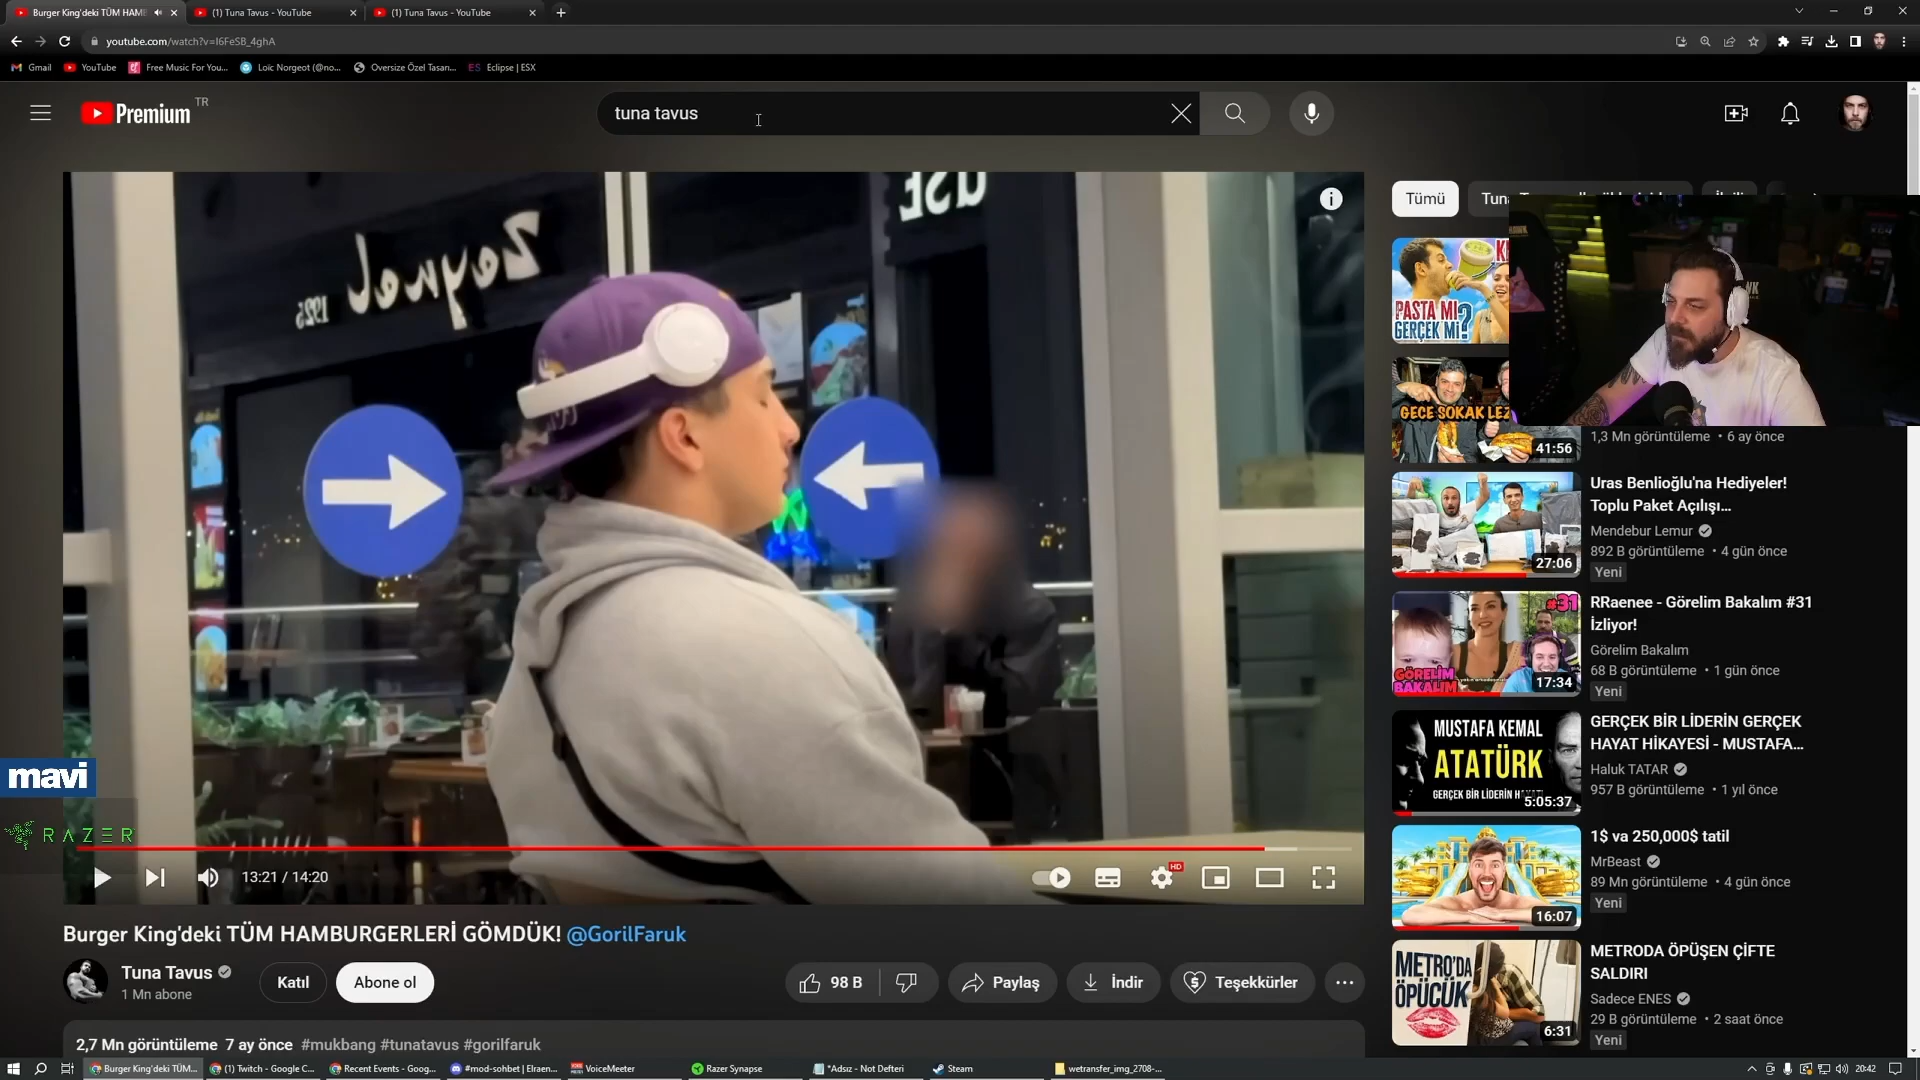 Burger King'deki TÜM HAMB
(1) Tuna Tavus - YouTube
(1) Tuna Tavus - YouTube
youtube.com/watch?v=I6FeSB_4ghA
Gmail
YouTube
Free Music For You...
Loïc Norgeot (@no...
Oversize Özel Tasarı...
ES Eclipse | ESX
Premium TR
tuna tavus
Zeynel
1925
Tümü
PASTA MI
GERÇEK Mİ?
GECE SOKAK LEZ
41:56
1,3 Mn görüntüleme • 6 ay önce
Uras Benlioğlu'na Hediyeler!
Toplu Paket Açılışı...
Mendebur Lemur
892 B görüntüleme • 4 gün önce
27:06
Yeni
RRaenee - Görelim Bakalım #31
İzliyor!
Görelim Bakalım
68 B görüntüleme • 1 gün önce
#31
GÖRELİM
BAKALIM
17:34
Yeni
MUSTAFA KEMAL
ATATÜRK
GERÇEK BİR LİDERİN HAYAT
5:05:37
GERÇEK BİR LİDERİN GERÇEK
HAYAT HİKAYESİ - MUSTAFA...
Haluk TATAR
957 B görüntüleme • 1 yıl önce
1$ va 250,000$ tatil
MrBeast
89 Mn görüntüleme • 4 gün önce
16:07
Yeni
METRO'DA
ÖPÜCÜK
6:31
METRODA ÖPÜŞEN ÇİFTE
SALDIRI
Sadece ENES
29 B görüntüleme • 2 saat önce
Yeni
mavi
RAZER
13:21 / 14:20
HD
Burger King'deki TÜM HAMBURGERLERİ GÖMDÜK! @GorilFaruk
Tuna Tavus
1 Mn abone
Katıl
Abone ol
98 B
Paylaş
İndir
Teşekkürler
2,7 Mn görüntüleme 7 ay önce #mukbang #tunatavus #gorilfaruk
Burger King'deki TÜM...
(1) Twitch - Google C...
Recent Events - Goog...
#mod-sohbet | Elraen...
VoiceMeeter
Razer Synapse
*Adsız - Not Defteri
Steam
wetransfer_img_2708-...
20:42